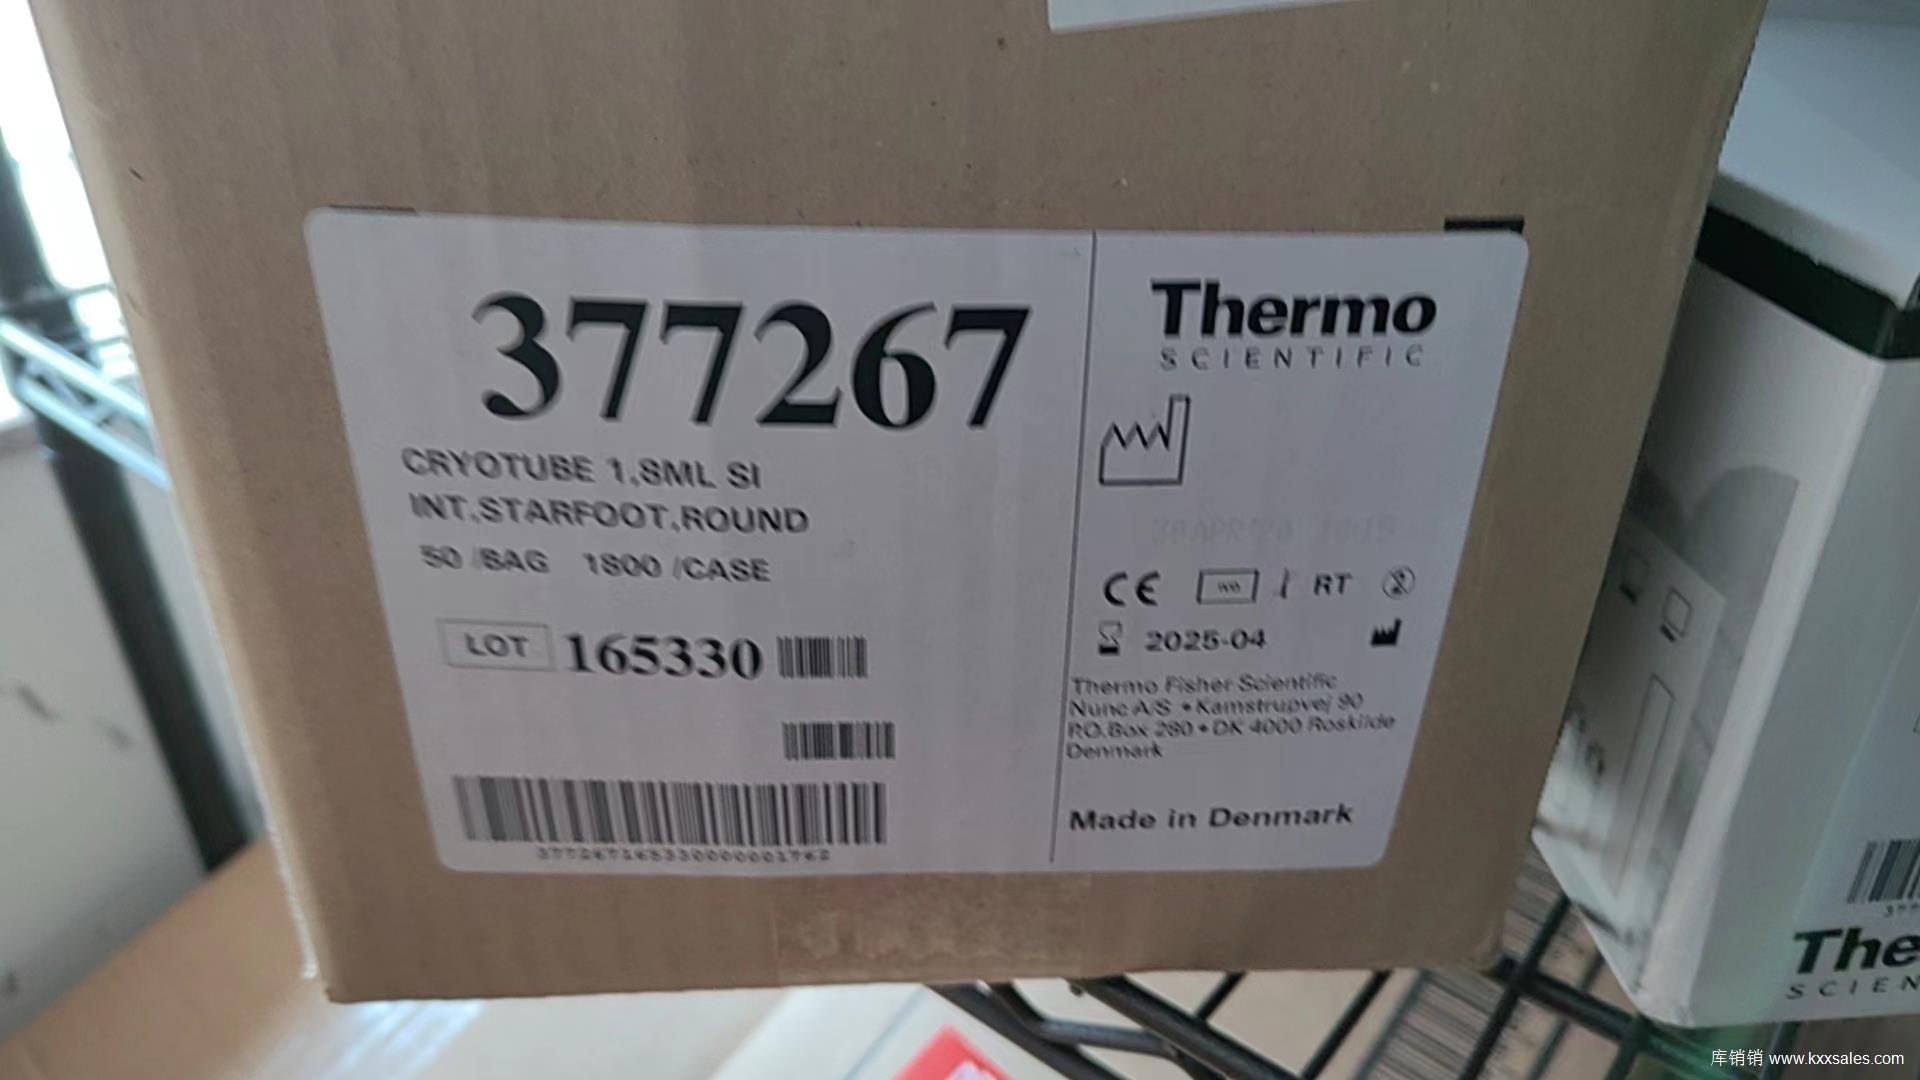 377267
CRYOTUBE 1.8ML SI
INT.STARFOOT.ROUND
50 /BAG 1800 /CASE
LOT 165330
377267165330000001762
Thermo
SCIENTIFIC
CE RT
2025-04
Thermo Fisher Scientific
Nunc A/S • Kamstrupvej 90
P.O.Box 280 • DK 4000 Roskilde
Denmark
Made in Denmark
The
SCIEN
库销销 www.kxxsales.com